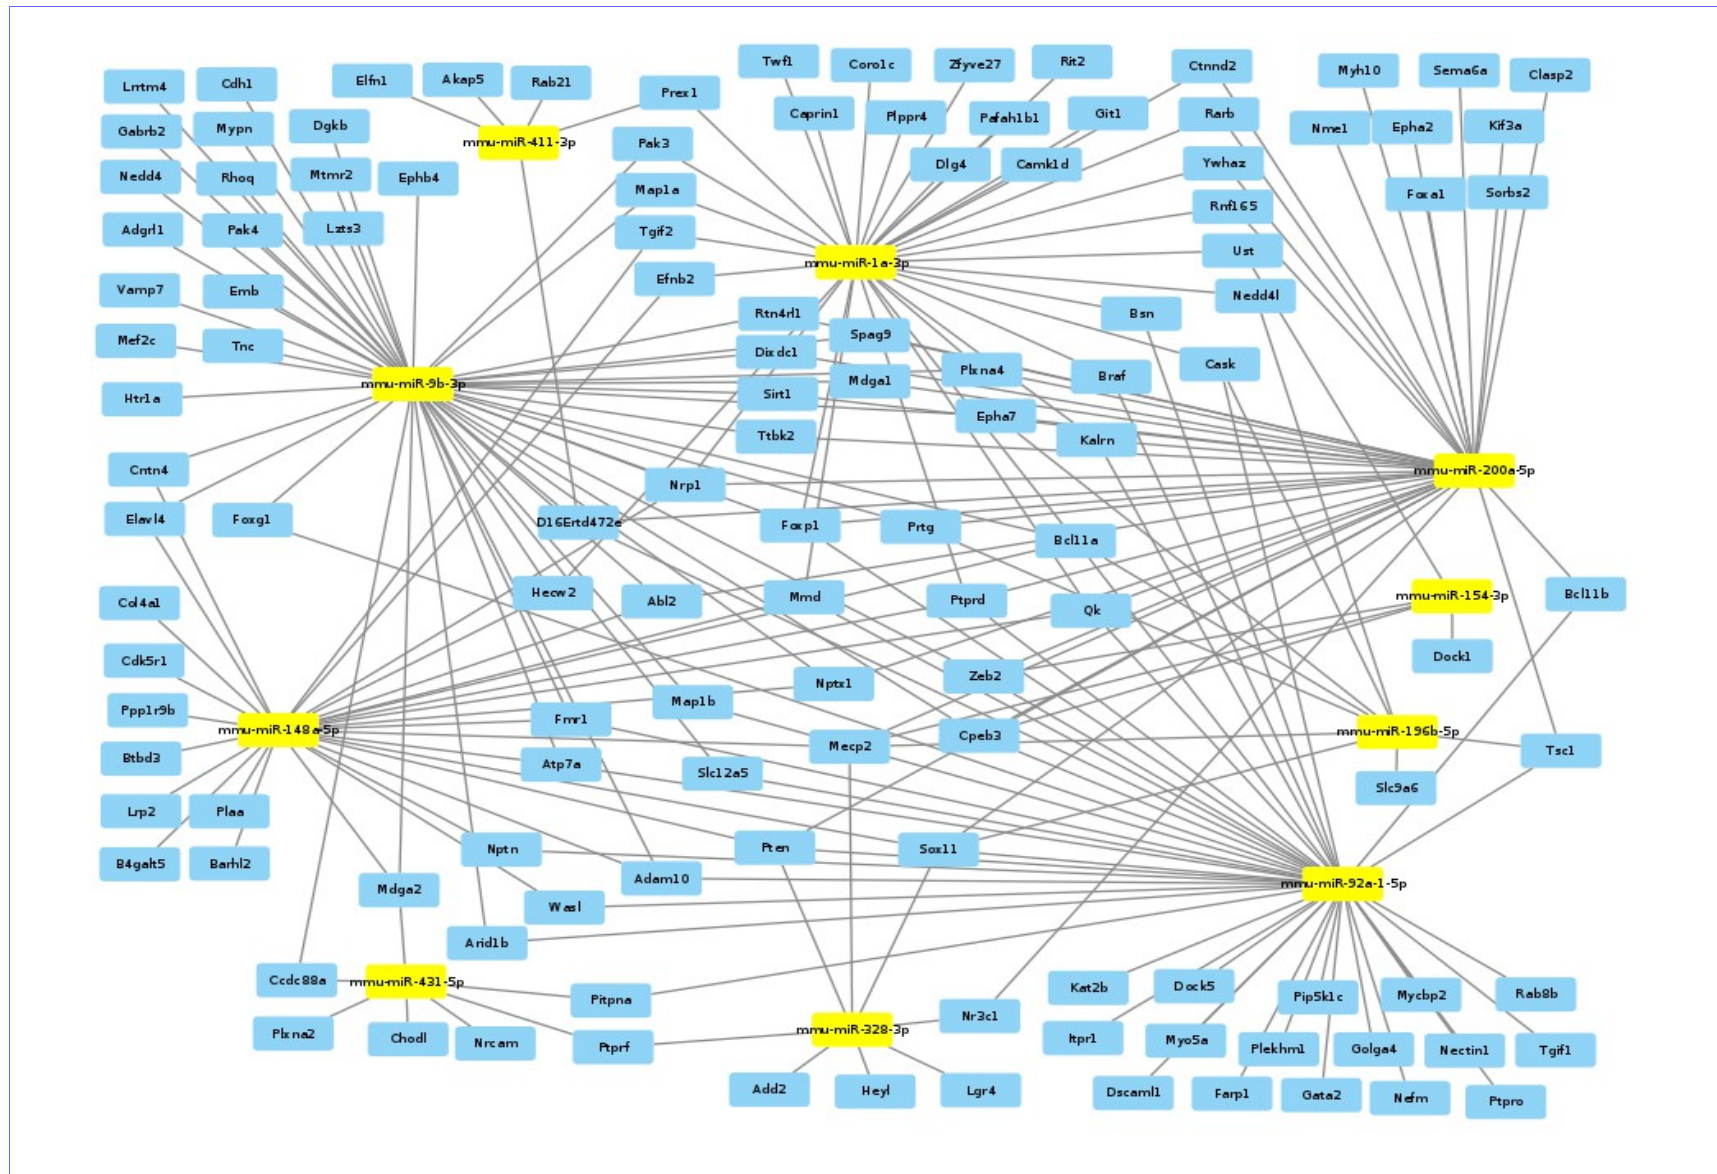 Lrrtm4
Cdh1
Elfn1
Akap5
Rab21
Prex1
Twf1
Coro1c
Zfyve27
Rit2
Ctnnd2
Myh10
Sema6a
Clasp2
Gabrb2
Mypn
Dgkb
mmu-miR-411-3p
Pak3
Caprin1
Plppr4
Pafah1b1
Git1
Rarb
Nme1
Epha2
Kif3a
Nedd4
Rhoq
Mtmr2
Ephb4
Map1a
Dlg4
Camk1d
Ywhaz
Foxa1
Sorbs2
Adgrl1
Pak4
Lzts3
Tgif2
Rnf165
mmu-miR-1a-3p
Ust
Vamp7
Emb
Efnb2
Nedd4l
Mef2c
Tnc
Rtn4rl1
Spag9
Bsn
Dixdc1
Plxna4
Braf
Cask
mmu-miR-9b-3p
Htr1a
Sirt1
Mdga1
Epha7
Ttbk2
Kalrn
Cntn4
Nrp1
mmu-miR-200a-5p
Elavl4
Foxg1
D16Ertd472e
Foxp1
Prtg
Bcl11a
Col4a1
Hecw2
Abl2
Mmd
Ptprd
Qk
mmu-miR-154-3p
Bcl11b
Cdk5r1
Dock1
Ppp1r9b
Map1b
Nptx1
Zeb2
mmu-miR-148a-5p
Fmr1
Mecp2
Cpeb3
mmu-miR-196b-5p
Btbd3
Atp7a
Slc12a5
Slc9a6
Tsc1
Lrp2
Plaa
B4galt5
Barhl2
Nptn
Pten
Sox11
Mdga2
Adam10
mmu-miR-92a-1-5p
Wasl
Arid1b
Ccdc88a
mmu-miR-431-5p
Pitpna
Kat2b
Dock5
Pip5k1c
Mycbp2
Rab8b
Plxna2
Chodl
Nrcam
Ptprf
mmu-miR-328-3p
Nr3c1
Itpr1
Myo5a
Plekhm1
Golga4
Nectin1
Tgif1
Add2
Heyl
Lgr4
Dscaml1
Farp1
Gata2
Nefm
Ptpro